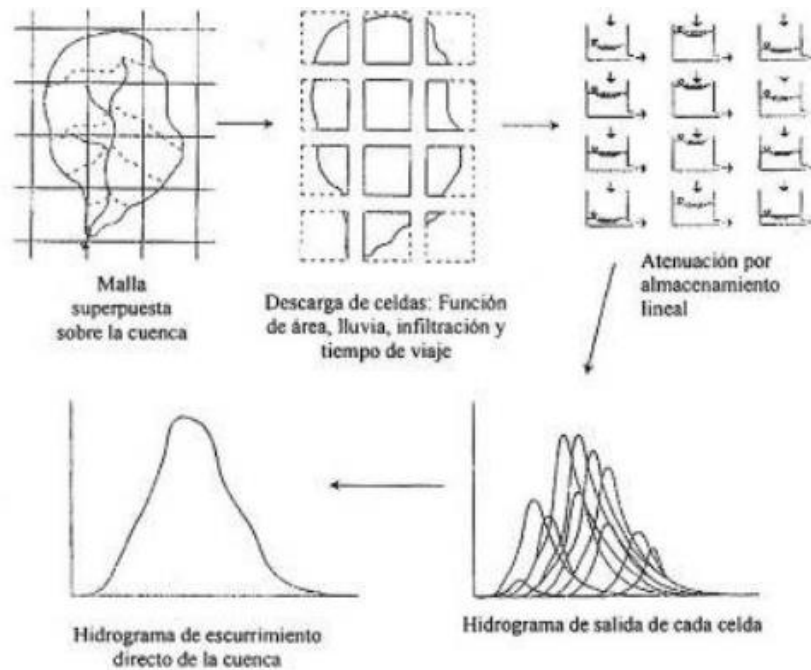 Malla
superpuesta
sobre la cuenca
Descarga de celdas: Función
de área, lluvia, infiltración y
tiempo de viaje
Atenuación por
almacenamiento
lineal
Hidrograma de salida de cada celda
Hidrograma de escurrimiento
directo de la cuenca